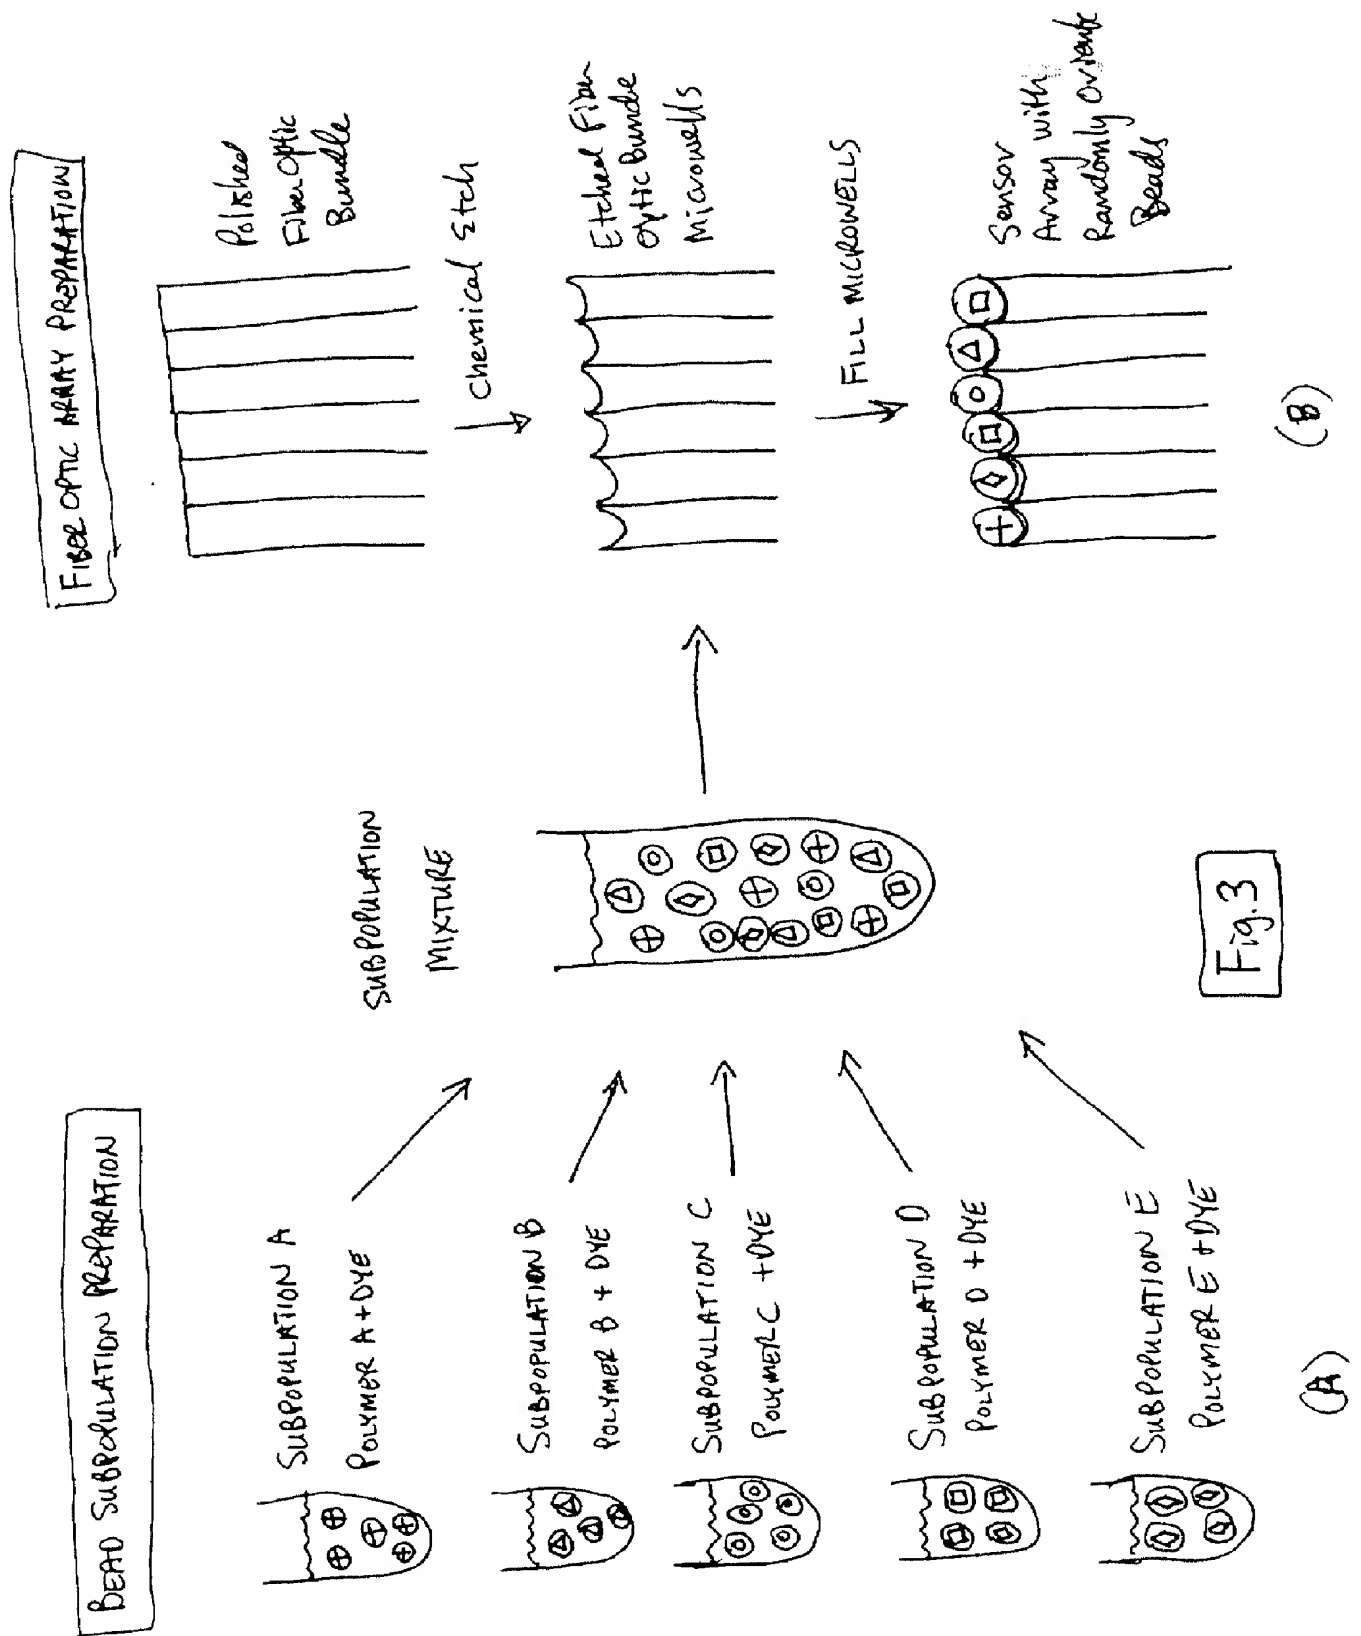 BEAD SUBPOPULATION PREPARATION
SUBPOPULATION A
POLYMER A + DYE
SUBPOPULATION B
POLYMER B + DYE
SUBPOPULATION C
POLYMER C + DYE
SUBPOPULATION D
POLYMER D + DYE
SUBPOPULATION E
POLYMER E + DYE
(A)
SUBPOPULATION
MIXTURE
Fig. 3
FIBER OPTIC ARRAY PREPARATION
Polished
Fiber Optic
Bundle
Chemical Etch
Etched Fiber
Optic Bunde
Microwells
FILL MICROWELLS
Sensor
Array with
Randomly
Beads
(B)